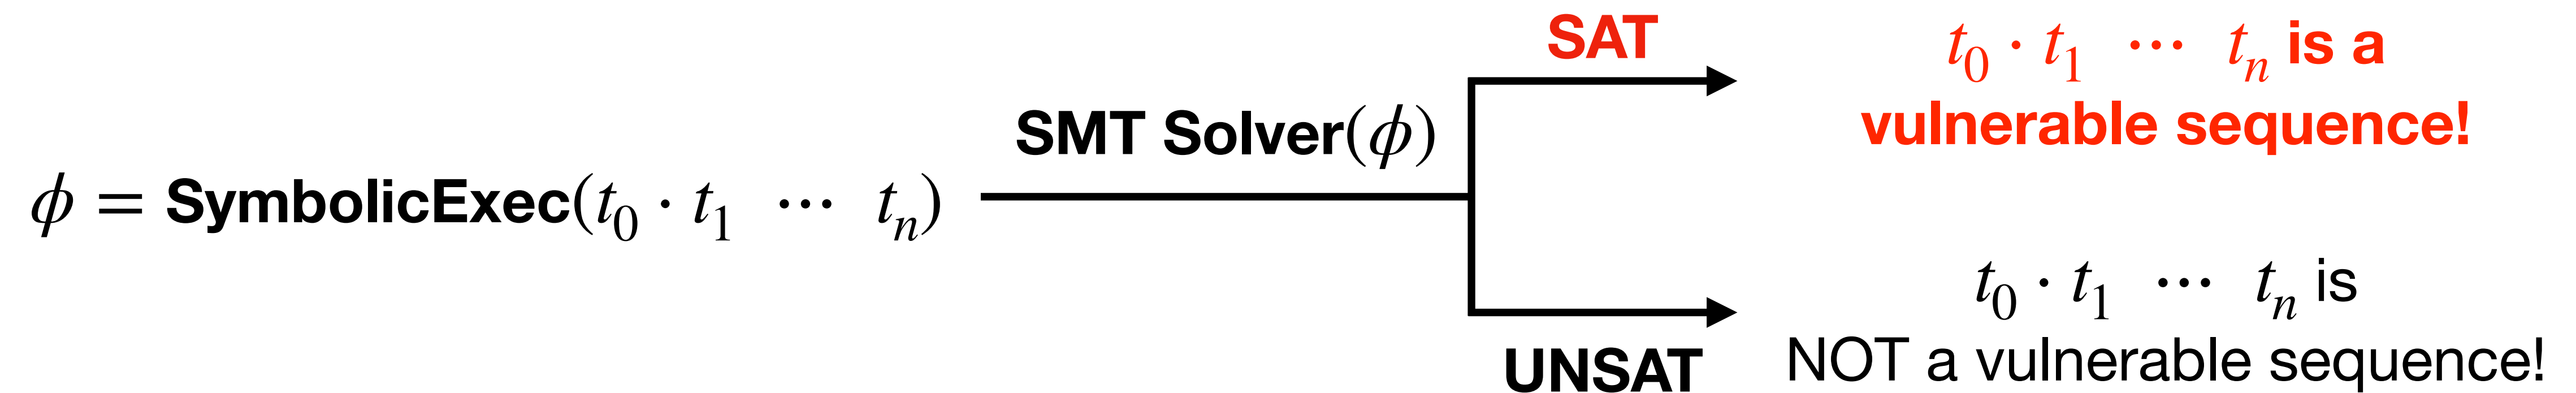 ϕ = SymbolicExec(t₀ · t₁ ⋯ tₙ)
SMT Solver(ϕ)
SAT
t₀ · t₁ ⋯ tₙ is a
vulnerable sequence!
UNSAT
t₀ · t₁ ⋯ tₙ is
NOT a vulnerable sequence!